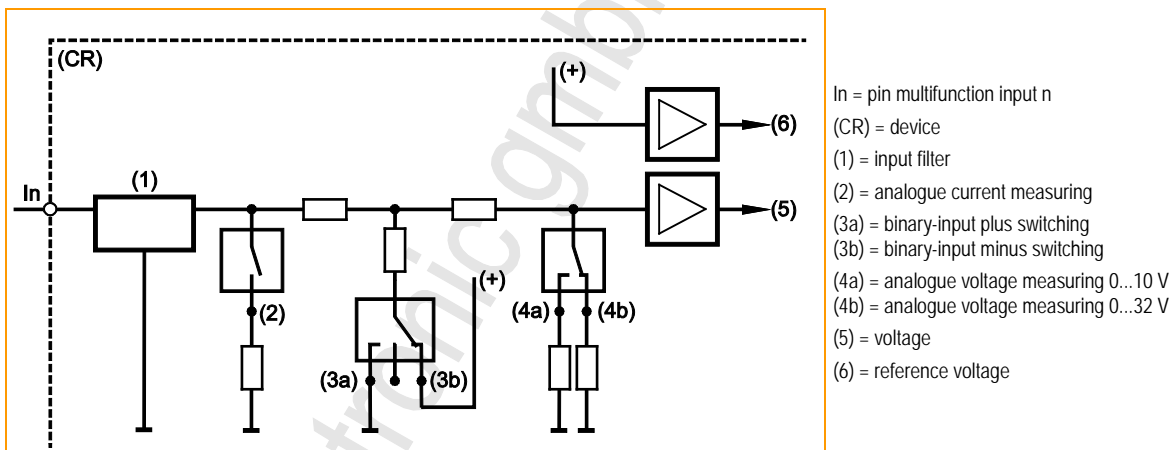 (CR)
(+)
(6)
In
(1)
(5)
(2)
(+)
(4a)
(4b)
(3a)
(3b)
In = pin multifunction input n
(CR) = device
(1) = input filter
(2) = analogue current measuring
(3a) = binary-input plus switching
(3b) = binary-input minus switching
(4a) = analogue voltage measuring 0...10 V
(4b) = analogue voltage measuring 0...32 V
(5) = voltage
(6) = reference voltage
tronic gmb